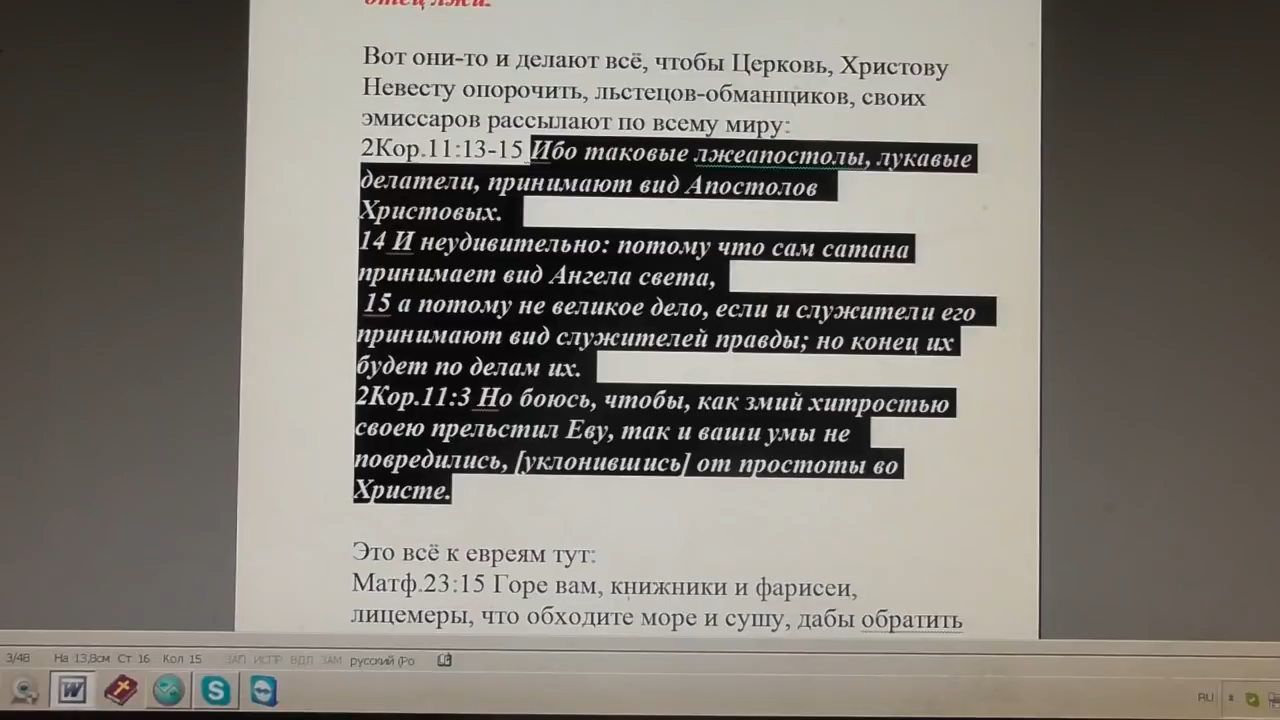 отец лжи.
Вот они-то и делают всё, чтобы Церковь, Христову
Невесту опорочить, льстецов-обманщиков, своих
эмиссаров рассылают по всему миру:
2Кор.11:13-15 Ибо таковые лжеапостолы, лукавые
делатели, принимают вид Апостолов
Христовых.
14 И неудивительно: потому что сам сатана
принимает вид Ангела света,
15 а потому не великое дело, если и служители его
принимают вид служителей правды; но конец их
будет по делам их.
2Кор.11:3 Но боюсь, чтобы, как змий хитростью
своею прельстил Еву, так и ваши умы не
повредились, [уклонившись] от простоты во
Христе.
Это всё к евреям тут:
Матф.23:15 Горе вам, книжники и фарисеи,
лицемеры, что обходите море и сушу, дабы обратить
3/48 На 13,8см Ст 16 Кол 15 ЗАП ИСПР ВДЛ ЗАМ русский (Ро
W S RU